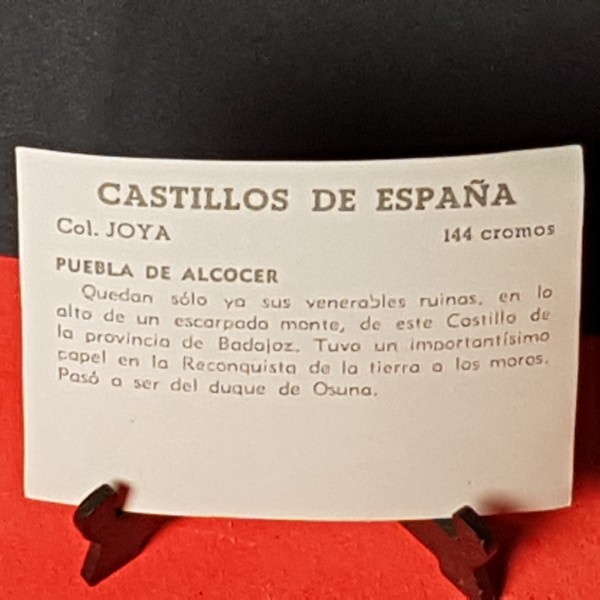 CASTILLOS DE ESPAÑA
Col. JOYA 144 cromos
PUEBLA DE ALCOCER
Quedan sólo ya sus venerables ruinas, en lo
alto de un escarpado monte, de este Castillo de
la provincia de Badajoz. Tuvo un importantísimo
papel en la Reconquista de la tierra a los moros.
Pasó a ser del duque de Osuna.